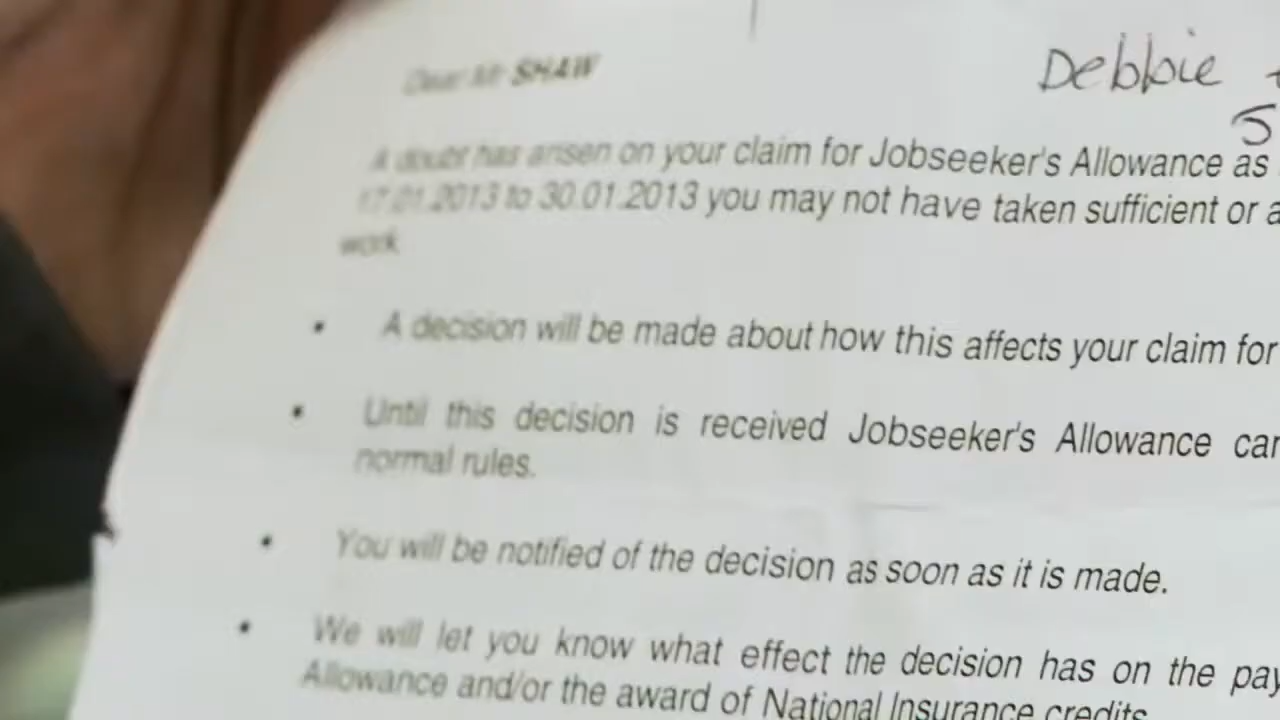 Dear Mr SHAW
Debbie
5
A doubt has arisen on your claim for Jobseeker's Allowance as
17.01.2013 to 30.01.2013 you may not have taken sufficient or a
work
• A decision will be made about how this affects your claim for
• Until this decision is received Jobseeker's Allowance can
normal rules.
• You will be notified of the decision as soon as it is made.
• We will let you know what effect the decision has on the pay
Allowance and/or the award of National Insurance credits